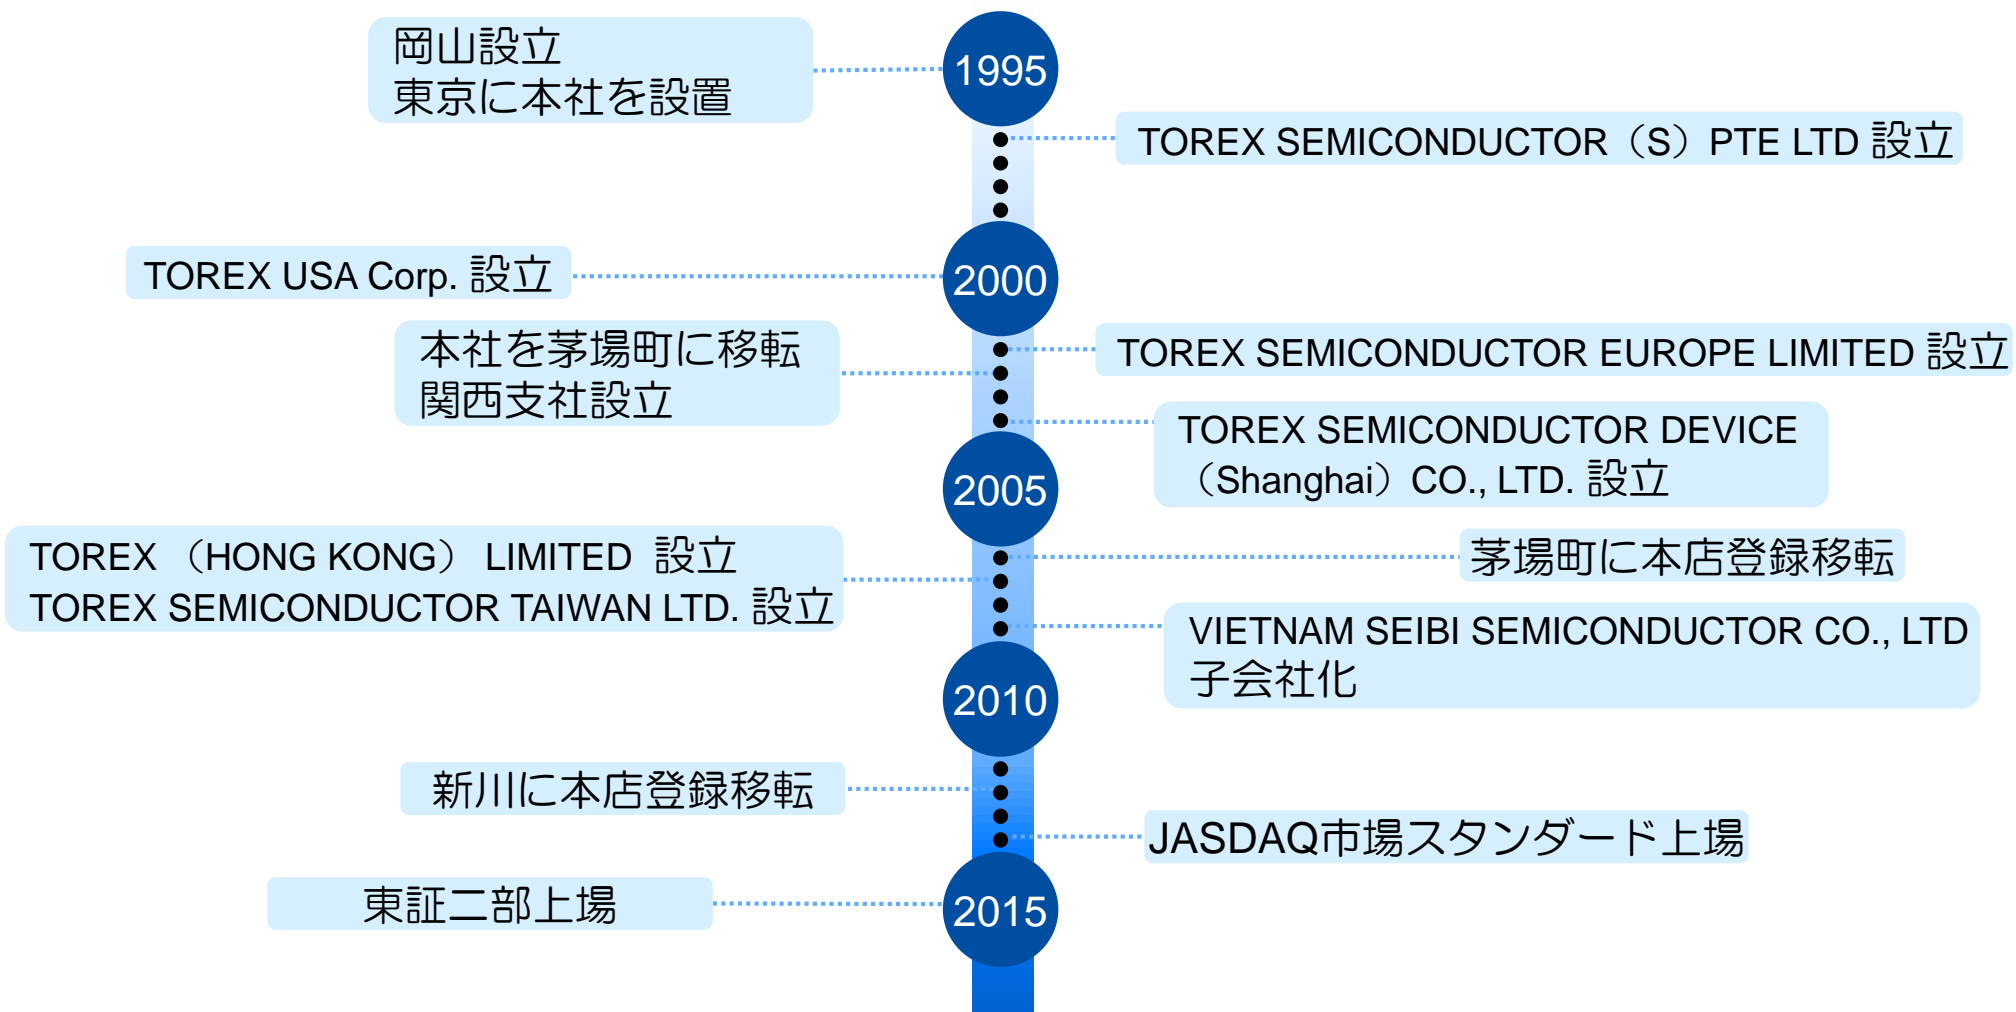 岡山設立
東京に本社を設置
1995
TOREX SEMICONDUCTOR（S）PTE LTD 設立
TOREX USA Corp. 設立
2000
本社を茅場町に移転
関西支社設立
TOREX SEMICONDUCTOR EUROPE LIMITED 設立
TOREX SEMICONDUCTOR DEVICE
（Shanghai）CO., LTD. 設立
2005
TOREX （HONG KONG） LIMITED 設立
TOREX SEMICONDUCTOR TAIWAN LTD. 設立
茅場町に本店登録移転
VIETNAM SEIBI SEMICONDUCTOR CO., LTD
子会社化
2010
新川に本店登録移転
JASDAQ市場スタンダード上場
東証二部上場
2015